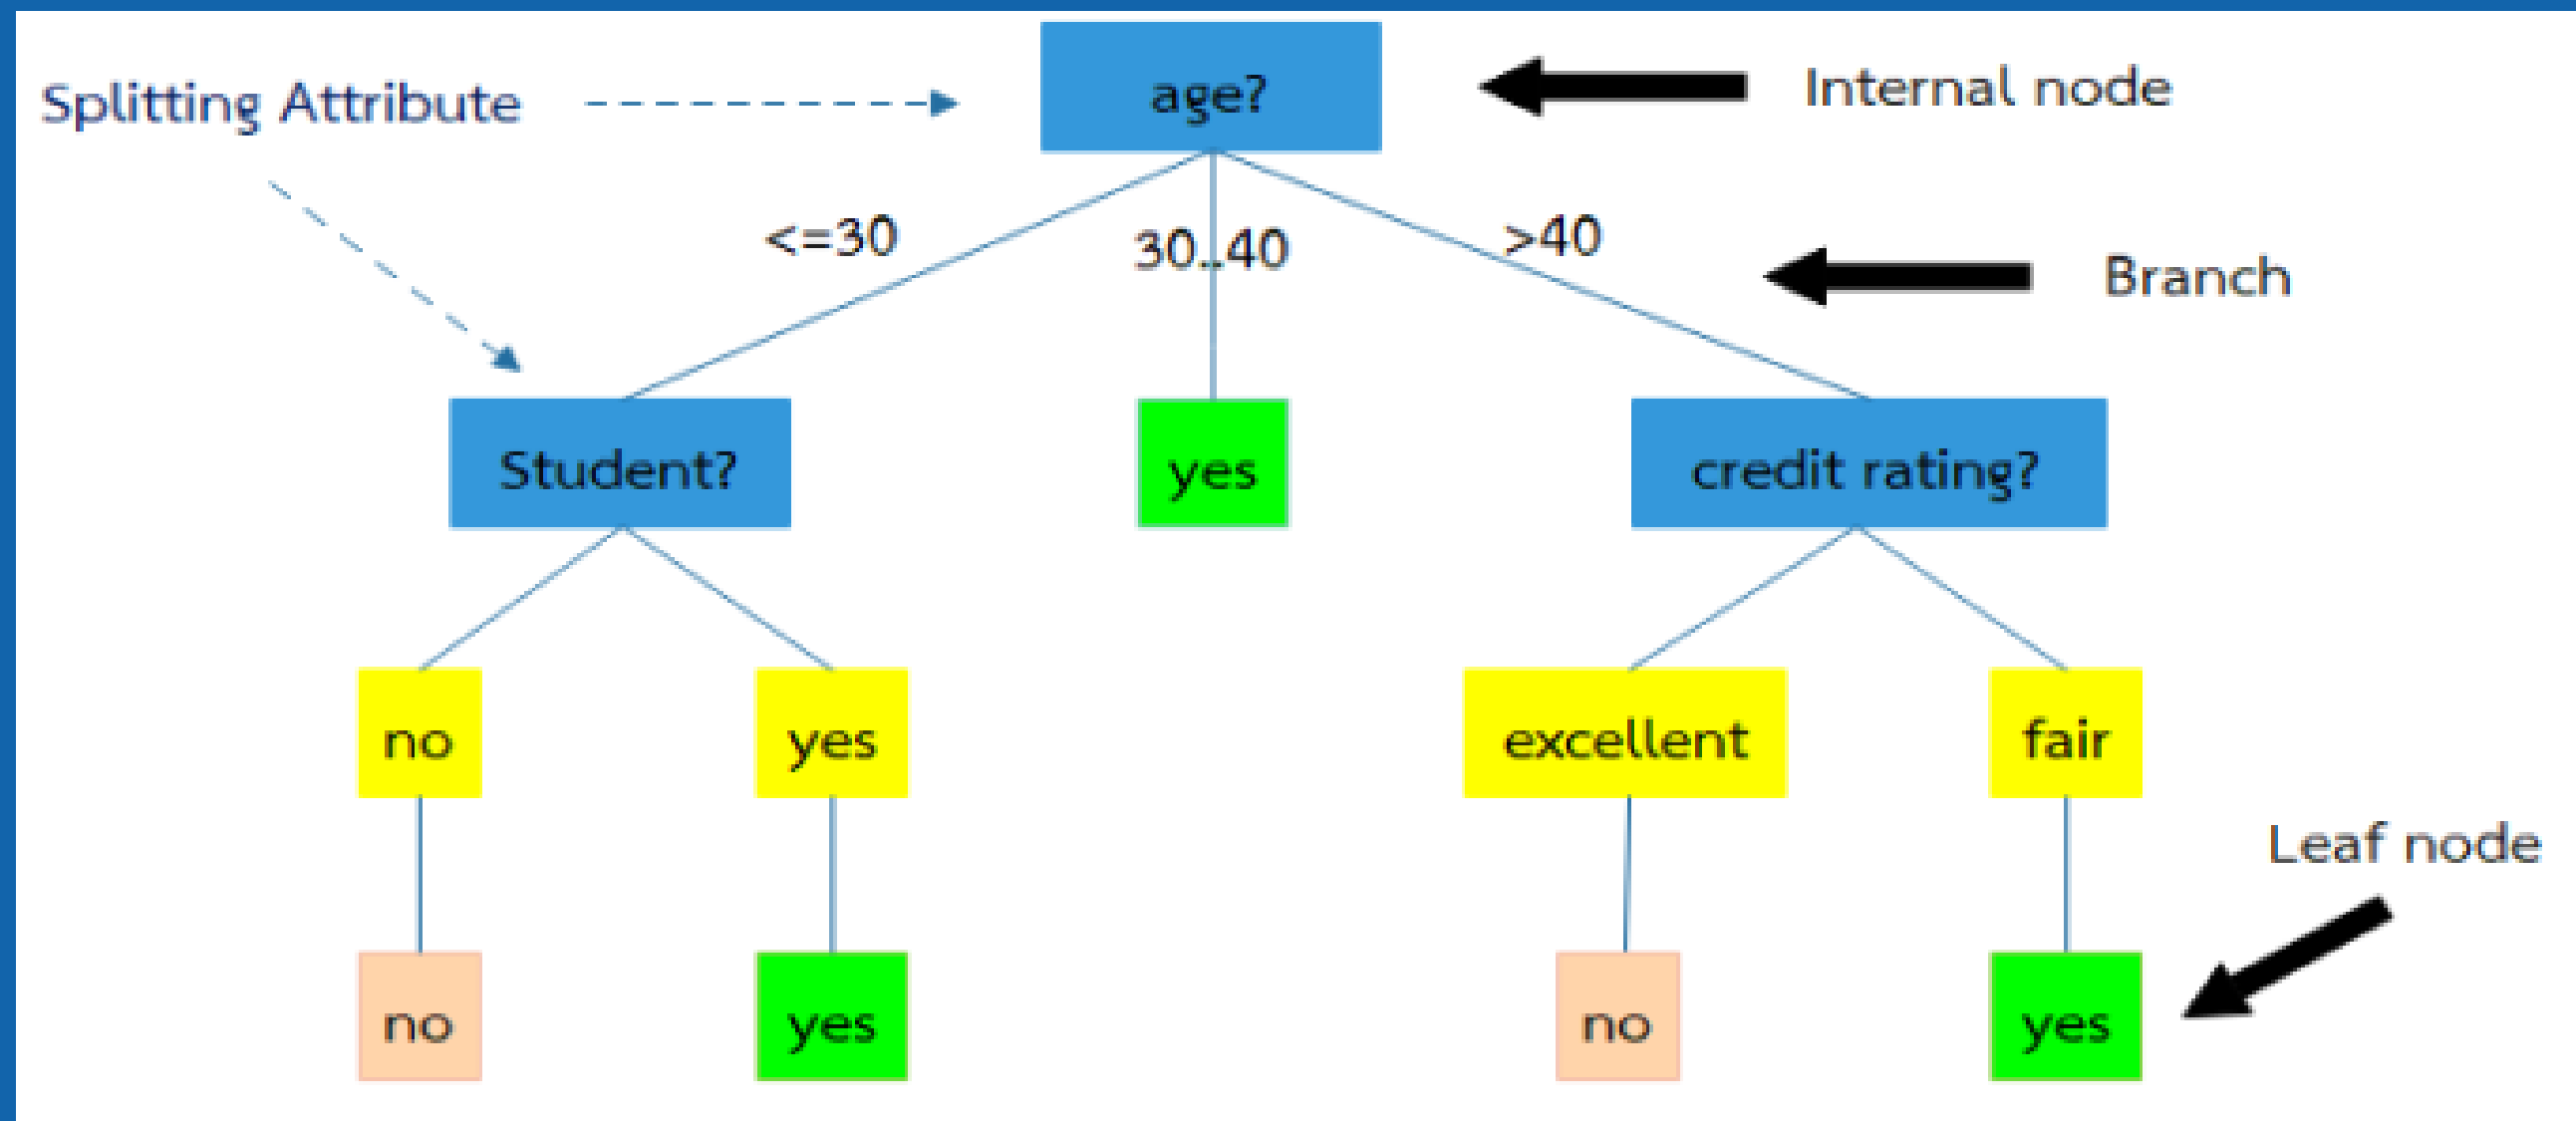 age?
Internal node
Splitting Attribute
<=30
30..40
>40
Branch
Student?
yes
credit rating?
no
yes
excellent
fair
Leaf node
no
yes
no
yes